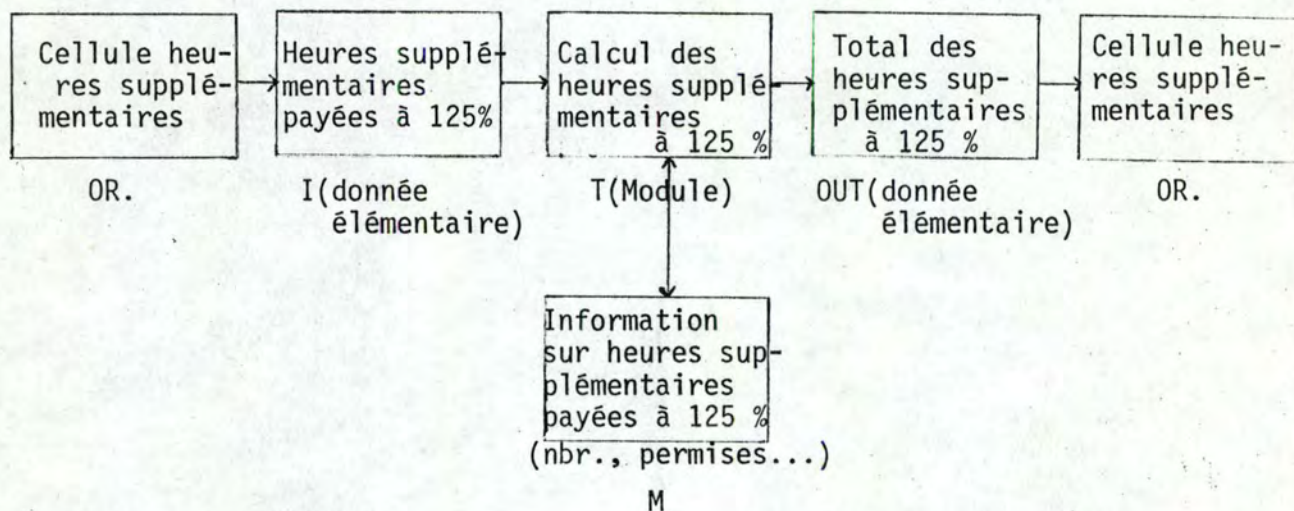 Cellule heu-
res supplé-
mentaires
OR.
Heures supplé-
mentaires
payées à 125%
I(donnée
élémentaire)
Calcul des
heures supplé-
mentaires
à 125 %
T(Module)
Total des
heures sup-
plémentaires
à 125 %
OUT(donnée
élémentaire)
Cellule heu-
res supplé-
mentaires
OR.
Information
sur heures sup-
plémentaires
payées à 125 %
(nbr., permises...)
M